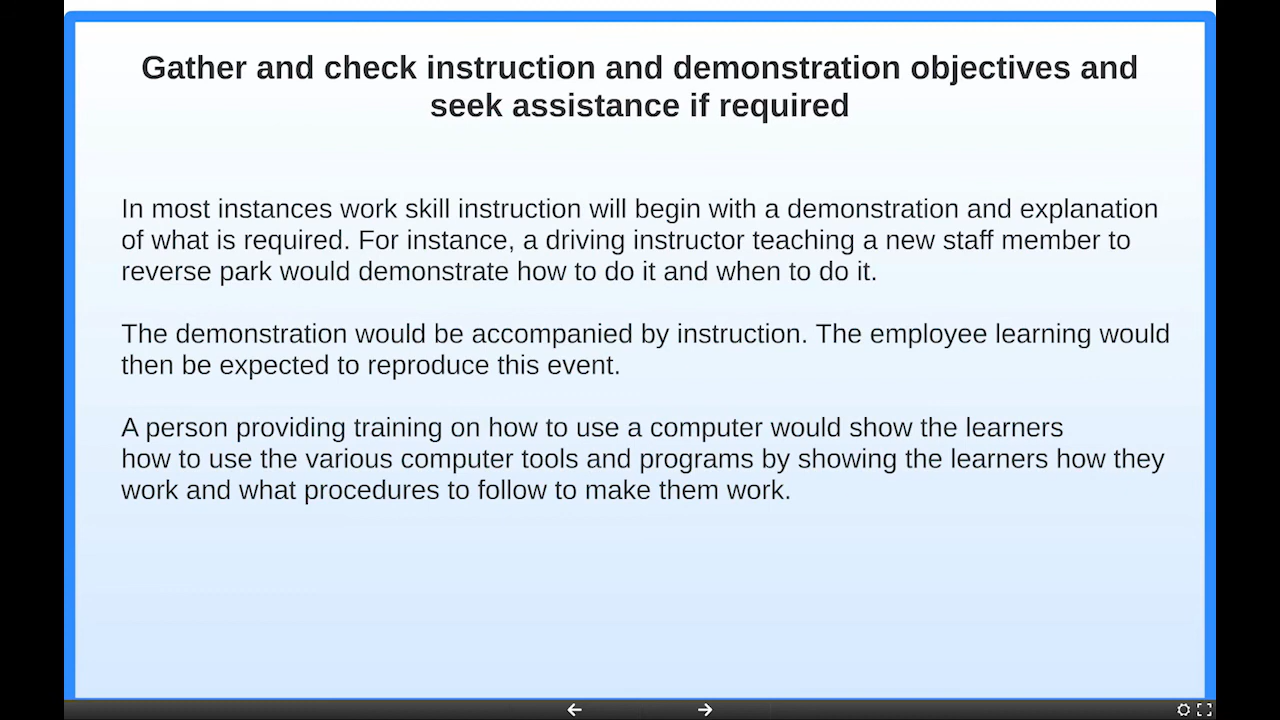 Gather and check instruction and demonstration objectives and
seek assistance if required
In most instances work skill instruction will begin with a demonstration and explanation
of what is required. For instance, a driving instructor teaching a new staff member to
reverse park would demonstrate how to do it and when to do it.
The demonstration would be accompanied by instruction. The employee learning would
then be expected to reproduce this event.
A person providing training on how to use a computer would show the learners
how to use the various computer tools and programs by showing the learners how they
work and what procedures to follow to make them work.